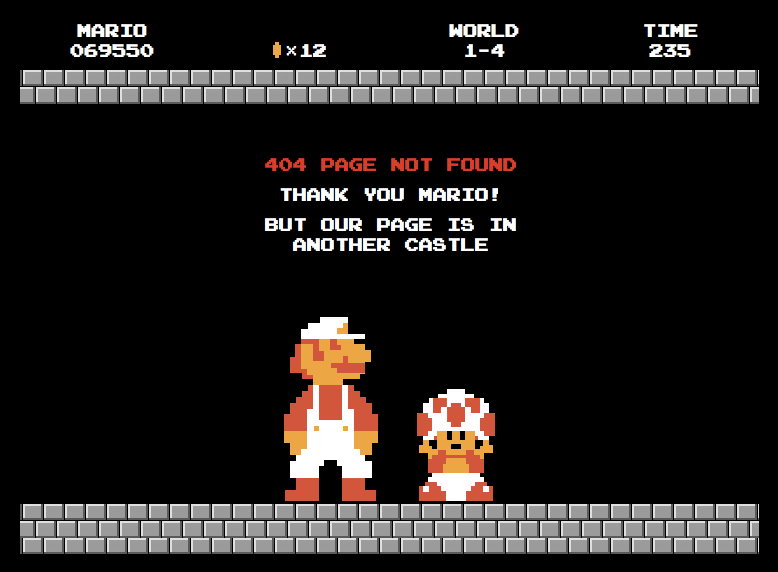 MARIO WORLD TIME
069550 ×12 1-4 235
404 PAGE NOT FOUND
THANK YOU MARIO!
BUT OUR PAGE IS IN
ANOTHER CASTLE